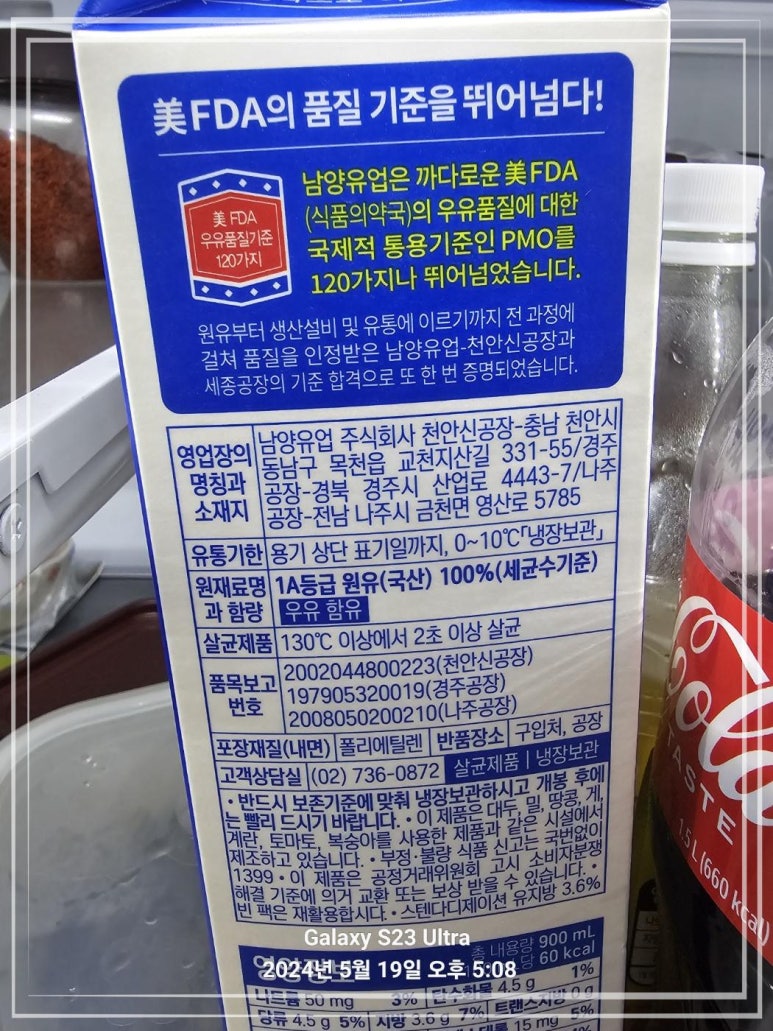 美FDA의 품질 기준을 뛰어넘다!
美 FDA
우유품질기준
120가지
남양유업은 까다로운 美FDA
(식품의약국)의 우유품질에 대한
국제적 통용기준인 PMO를
120가지나 뛰어넘었습니다.
원유부터 생산설비 및 유통에 이르기까지 전 과정에
걸쳐 품질을 인정받은 남양유업-천안신공장과
세종공장의 기준 합격으로 또 한 번 증명되었습니다.
영업장의
명칭과
소재지
남양유업 주식회사 천안신공장-충남 천안시
동남구 목천읍 교천지산길 331-55/경주
공장-경북 경주시 산업로 4443-7/나주
공장-전남 나주시 금천면 영산로 5785
유통기한 용기 상단 표기일까지, 0~10℃「냉장보관」
원재료명
과 함량
1A등급 원유(국산) 100%(세균수기준)
우유 함유
살균제품 130℃ 이상에서 2초 이상 살균
품목보고
번호
2002044800223(천안신공장)
197905320019(경주공장)
2008050200210(나주공장)
포장재질(내면) 폴리에틸렌 반품장소 구입처, 공장
고객상담실 (02) 736-0872 살균제품 | 냉장보관
• 반드시 보존기준에 맞춰 냉장보관하시고 개봉 후에
는 빨리 드시기 바랍니다. • 이 제품은 대두, 밀, 땅콩, 게,
계란, 토마토, 복숭아를 사용한 제품과 같은 시설에서
제조하고 있습니다. • 부정·불량 식품 신고는 국번없이
1399 • 이 제품은 공정거래위원회 고시 소비자분쟁
해결 기준에 의거 교환 또는 보상 받을 수 있습니다. •
빈 팩은 재활용합시다. • 스텐다디제이션 유지방 3.6%
Galaxy S23 Ultra
2024년 5월 19일 오후 5:08
영양정보
총 내용량 900 mL
당 60 kcal
나트륨 50 mg 3% 탄수화물 4.5 g 1%
당류 4.5 g 5% 지방 3.6 g 7% 트랜스지방 0 g
15 mg 5%
Cola
TASTE
1.5 L (660 kcal)